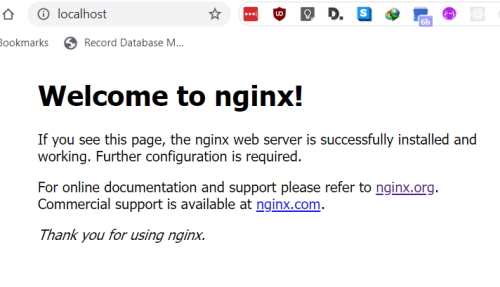 localhost
UD
D.
S
6h
Bookmarks
Record Database M...
Welcome to nginx!
If you see this page, the nginx web server is successfully installed and
working. Further configuration is required.
For online documentation and support please refer to nginx.org.
Commercial support is available at nginx.com.
Thank you for using nginx.